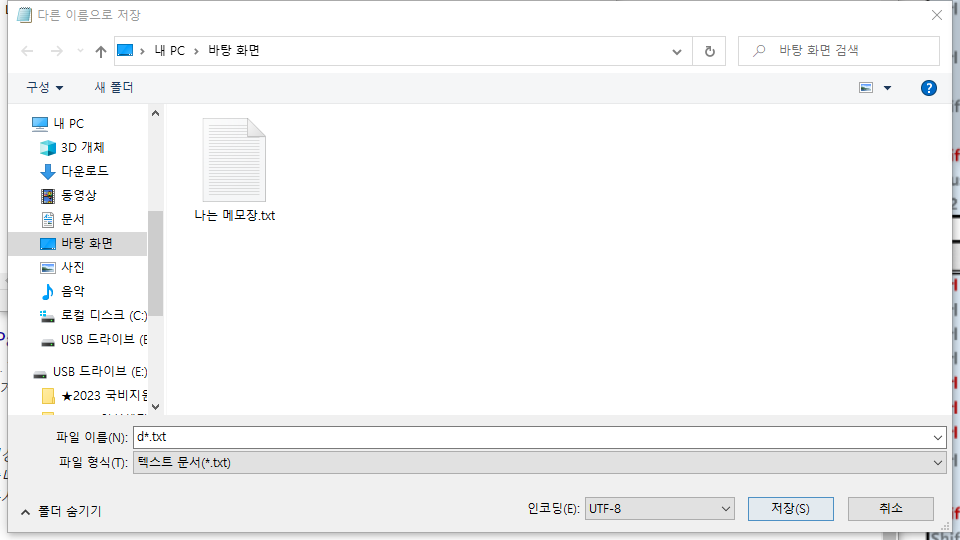 다른 이름으로 저장
내 PC
바탕 화면
바탕 화면 검색
구성
새 폴더
?
내 PC
3D 개체
다운로드
동영상
문서
바탕 화면
사진
음악
로컬 디스크 (C:)
USB 드라이브 (E
USB 드라이브 (E:)
★2023 국비지원
나는 메모장.txt
파일 이름(N): d*.txt
파일 형식(T): 텍스트 문서(*.txt)
폴더 숨기기
인코딩(E): UTF-8
저장(S)
취소